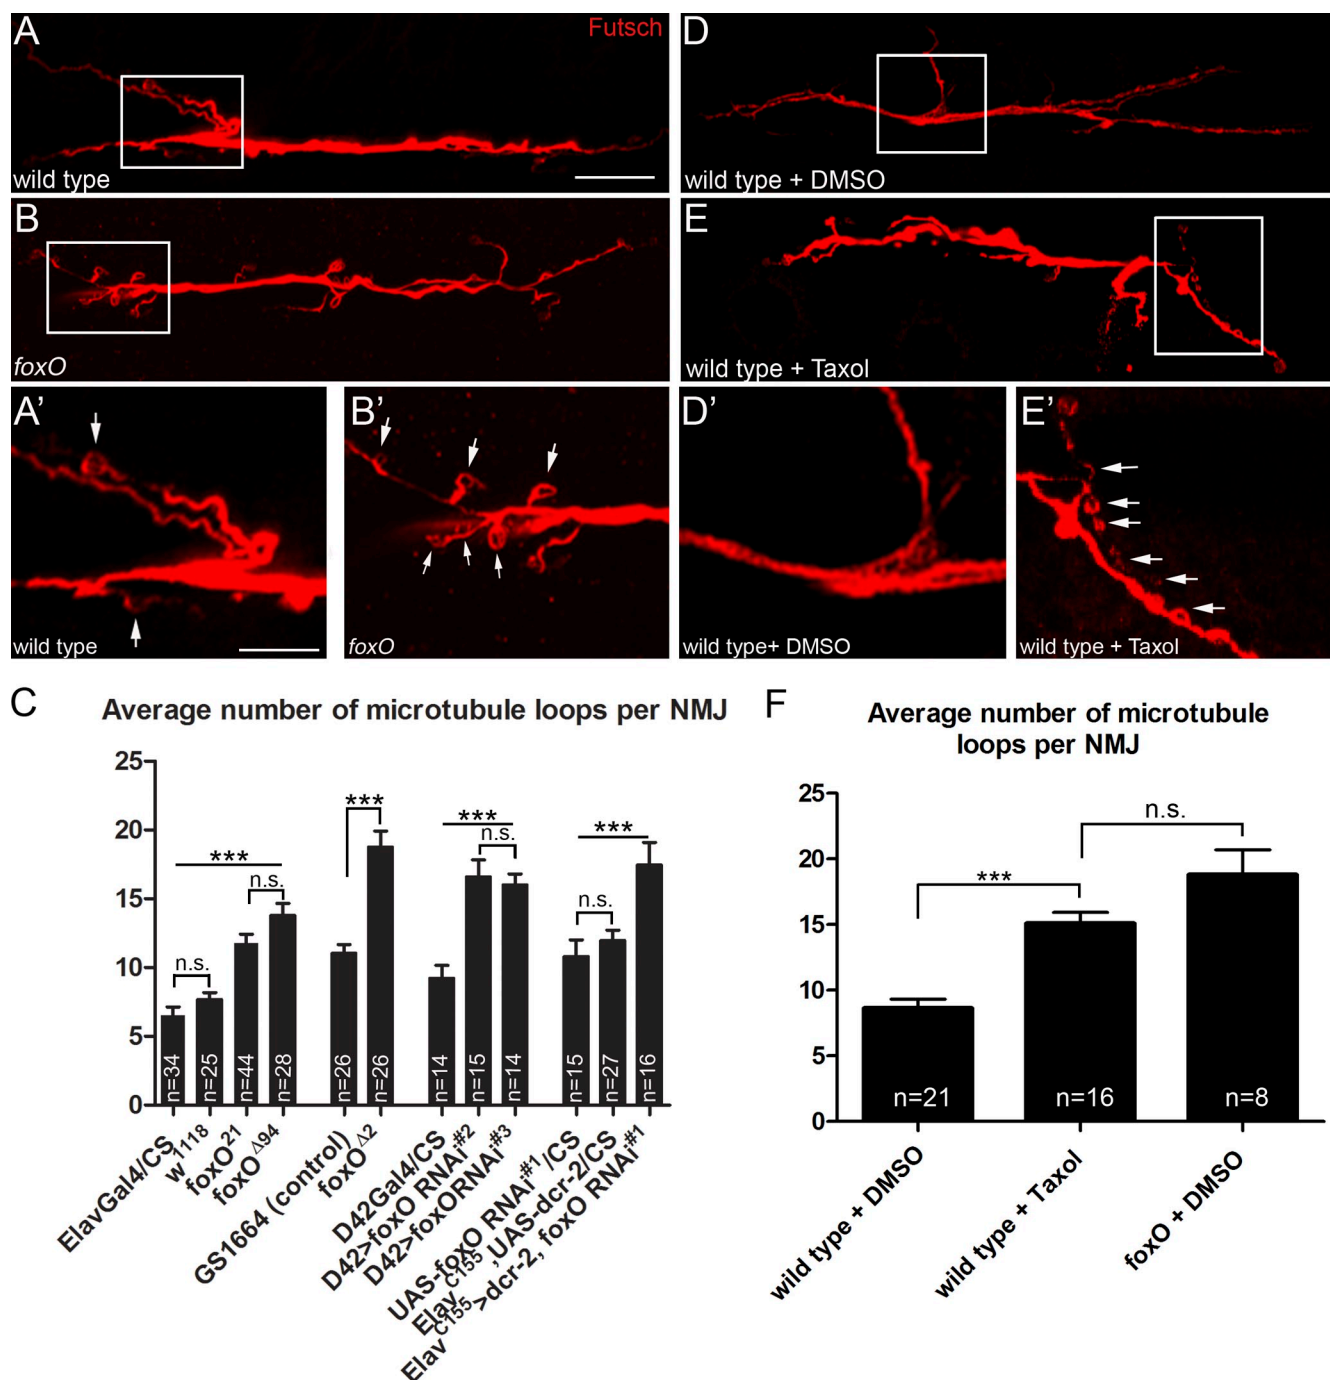 A
Futsch
wild type
B
foxO
A'
wild type
B'
foxO
D
wild type + DMSO
E
wild type + Taxol
D'
wild type+ DMSO
E'
wild type + Taxol
C
Average number of microtubule loops per NMJ
25
20
15
10
5
0
n.s.
***
n.s.
***
***
n.s.
***
n.s.
n=34
n=25
n=44
n=28
n=26
n=26
n=14
n=15
n=14
n=15
n=27
n=16
ElavGal4/CS
w1118
foxO21
foxOΔ94
GS1664 (control)
foxOΔ2
D42Gal4/CS
D42>foxO RNAi#2
D42>foxORNAi#3
UAS-foxO RNAi#1/CS
ElavC155,UAS-dcr-2/CS
ElavC155>dcr-2, foxO RNAi#1
F
Average number of microtubule
loops per NMJ
25
20
15
10
5
0
***
n.s.
n=21
n=16
n=8
wild type + DMSO
wild type + Taxol
foxO + DMSO